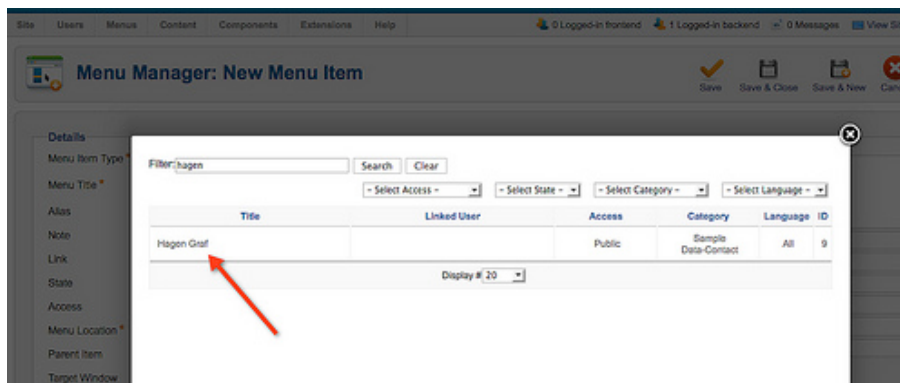 Site Users Menus Content Components Extensions Help 0 Logged-in frontend 1 Logged-in backend 0 Messages View
Menu Manager: New Menu Item
Save Save & Close Save & New
Details
Menu Item Type *
Filter: hagen Search Clear
Menu Title *
- Select Access - - Select State - - Select Category - - Select Language -
Alias
Title Linked User Access Category Language ID
Note
Hagen Graf Public Sample Data-Contact All 9
Link
Display # 20
State
Access
Menu Location *
Parent Item
Target Window